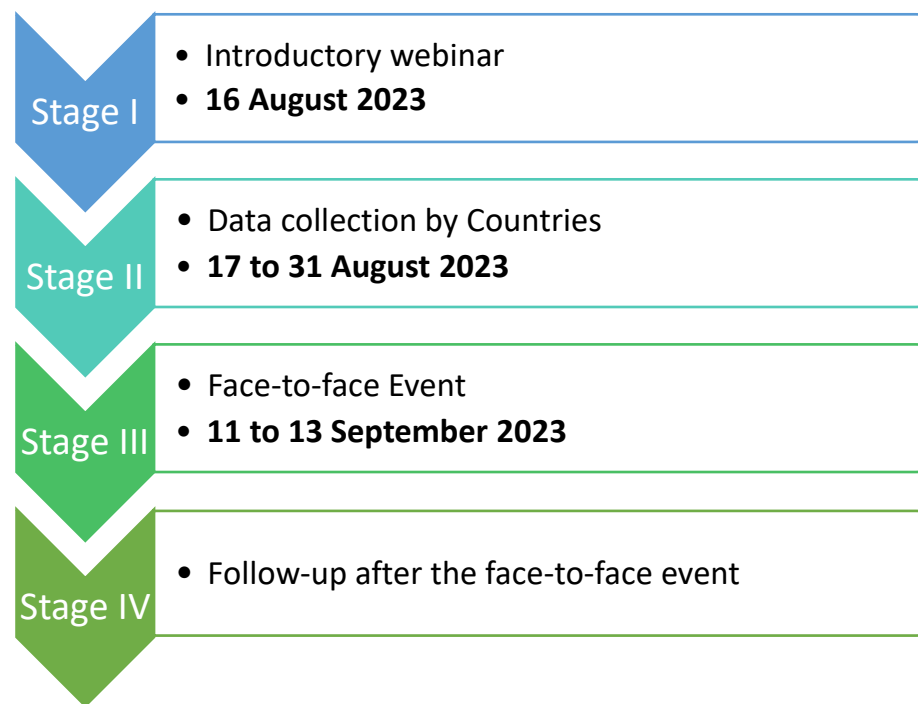 Stage I
• Introductory webinar
• 16 August 2023
Stage II
• Data collection by Countries
• 17 to 31 August 2023
Stage III
• Face-to-face Event
• 11 to 13 September 2023
Stage IV
• Follow-up after the face-to-face event